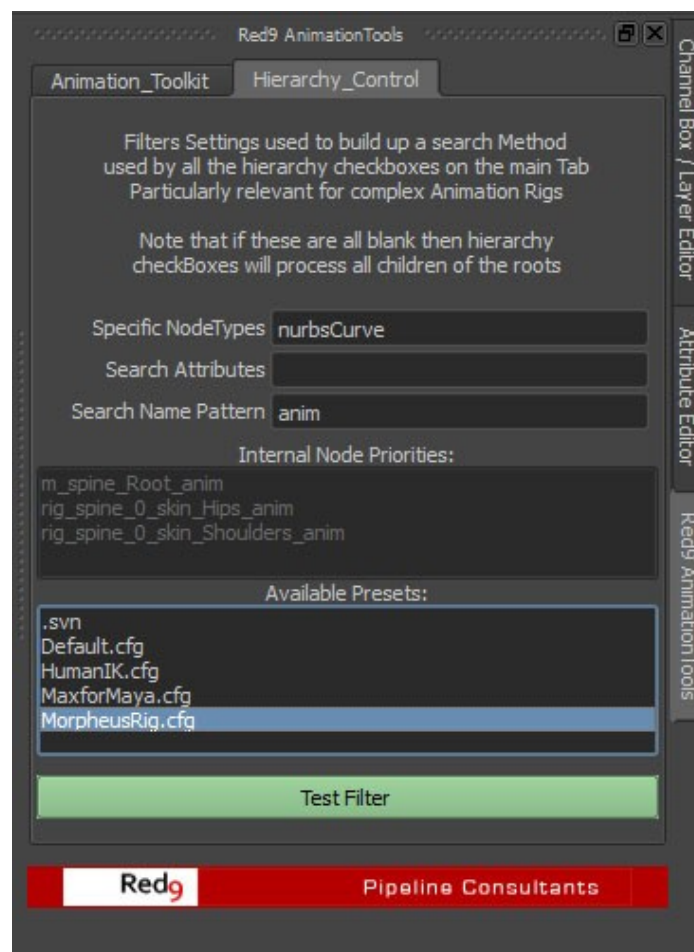 Red9 AnimationTools
Animation_Toolkit
Hierarchy_Control
Filters Settings used to build up a search Method
used by all the hierarchy checkboxes on the main Tab
Particularly relevant for complex Animation Rigs
Note that if these are all blank then hierarchy
checkBoxes will process all children of the roots
Specific NodeTypes nurbsCurve
Search Attributes
Search Name Pattern anim
Internal Node Priorities:
m_spine_Root_anim
rig_spine_0_skin_Hips_anim
rig_spine_0_skin_Shoulders_anim
Available Presets:
.svn
Default.cfg
HumanIK.cfg
MaxforMaya.cfg
MorpheusRig.cfg
Test Filter
Red9 Pipeline Consultants
Channel Box / Layer Editor
Attribute Editor
Red9 AnimationTools